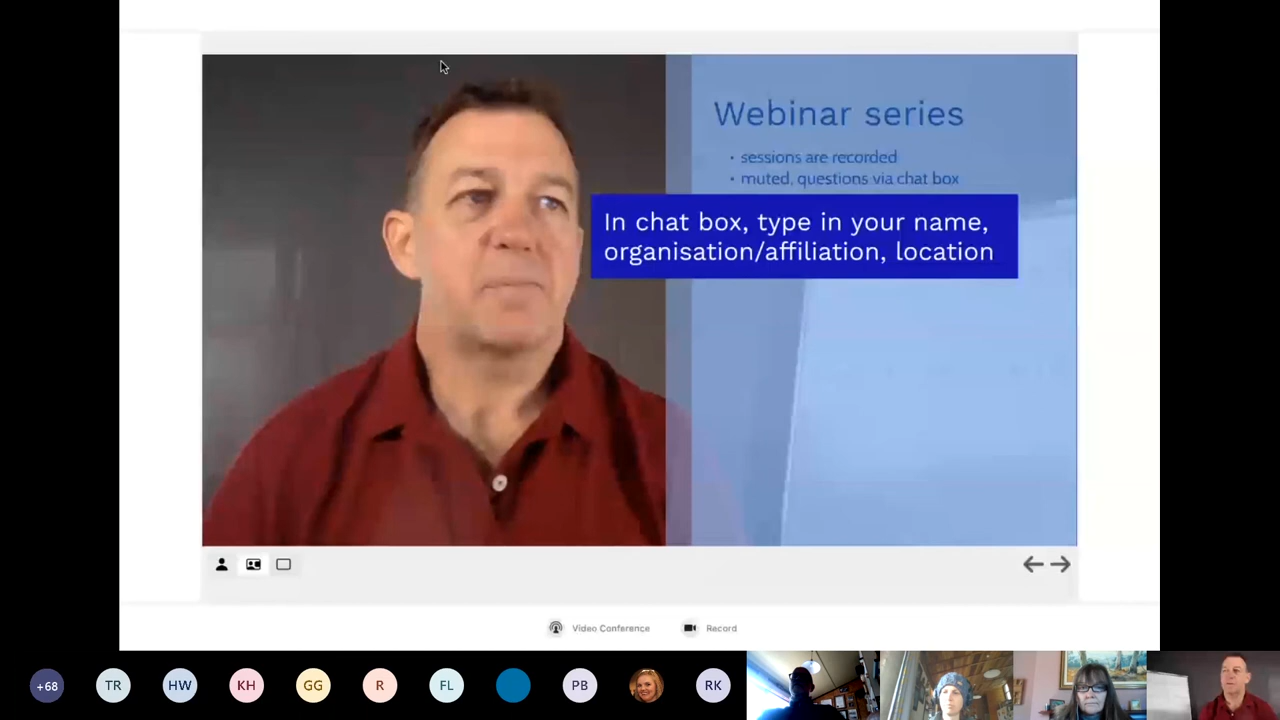 Webinar series
• sessions are recorded
• muted, questions via chat box
In chat box, type in your name,
organisation/affiliation, location
Video Conference
Record
+68
TR
HW
KH
GG
R
FL
PB
RK